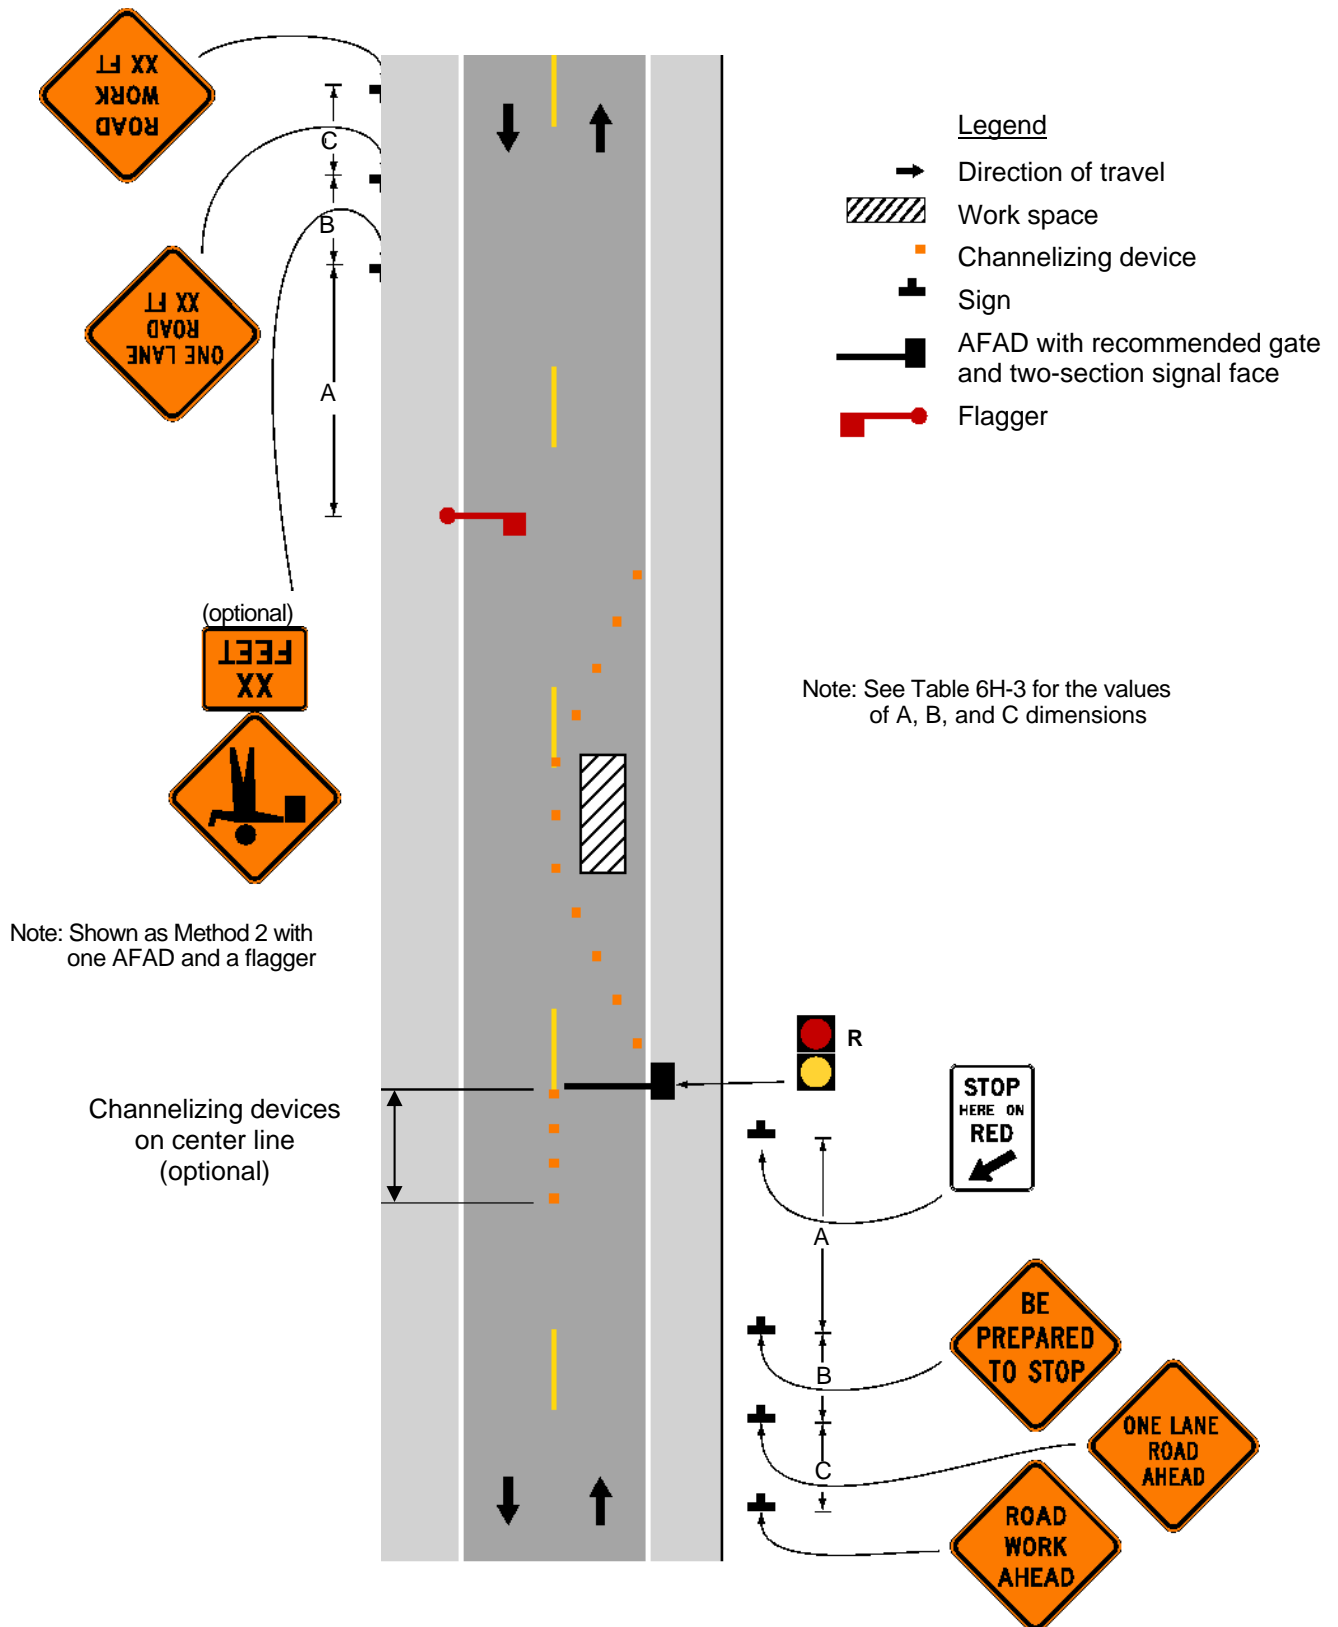 ROAD
WORK
XX FT
C
B
ONE LANE
ROAD
XX FT
A
(optional)
XX
FEET
Note: Shown as Method 2 with
one AFAD and a flagger
Channelizing devices
on center line
(optional)
Legend
Direction of travel
Work space
Channelizing device
Sign
AFAD with recommended gate
and two-section signal face
Flagger
Note: See Table 6H-3 for the values
of A, B, and C dimensions
R
STOP
HERE ON
RED
A
BE
PREPARED
TO STOP
B
ONE LANE
ROAD
AHEAD
C
ROAD
WORK
AHEAD